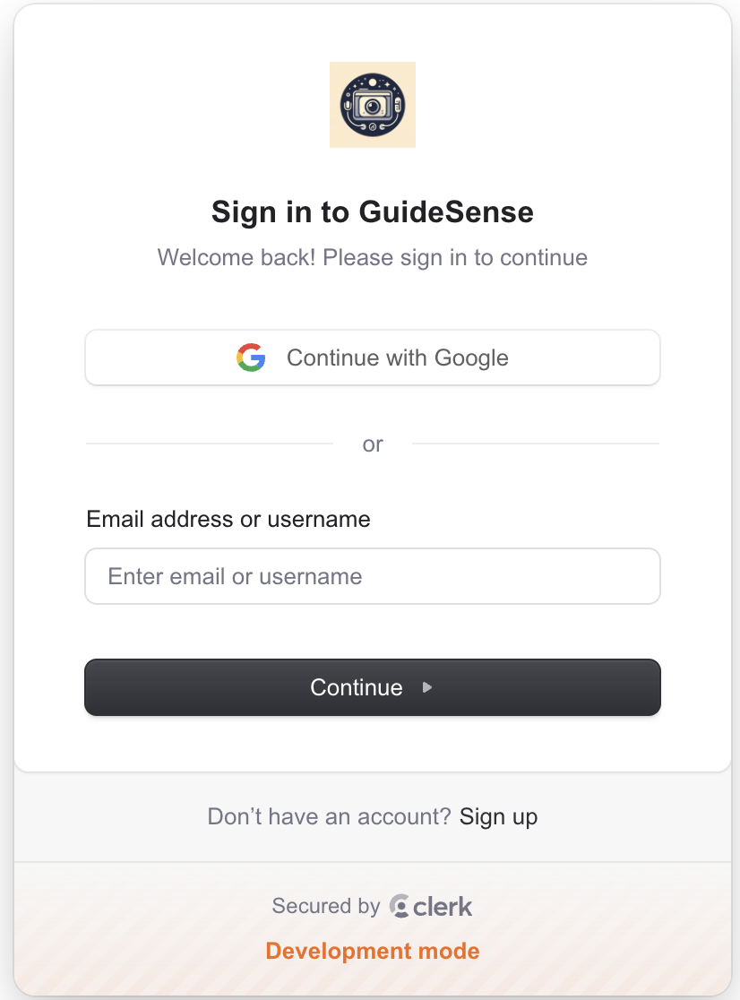 Sign in to GuideSense
Welcome back! Please sign in to continue
Continue with Google
or
Email address or username
Enter email or username
Continue
Don’t have an account? Sign up
Secured by clerk
Development mode